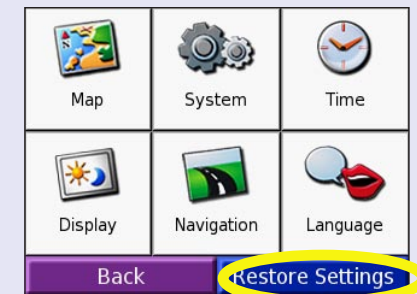 Map System Time
Display Navigation Language
Back Restore Settings